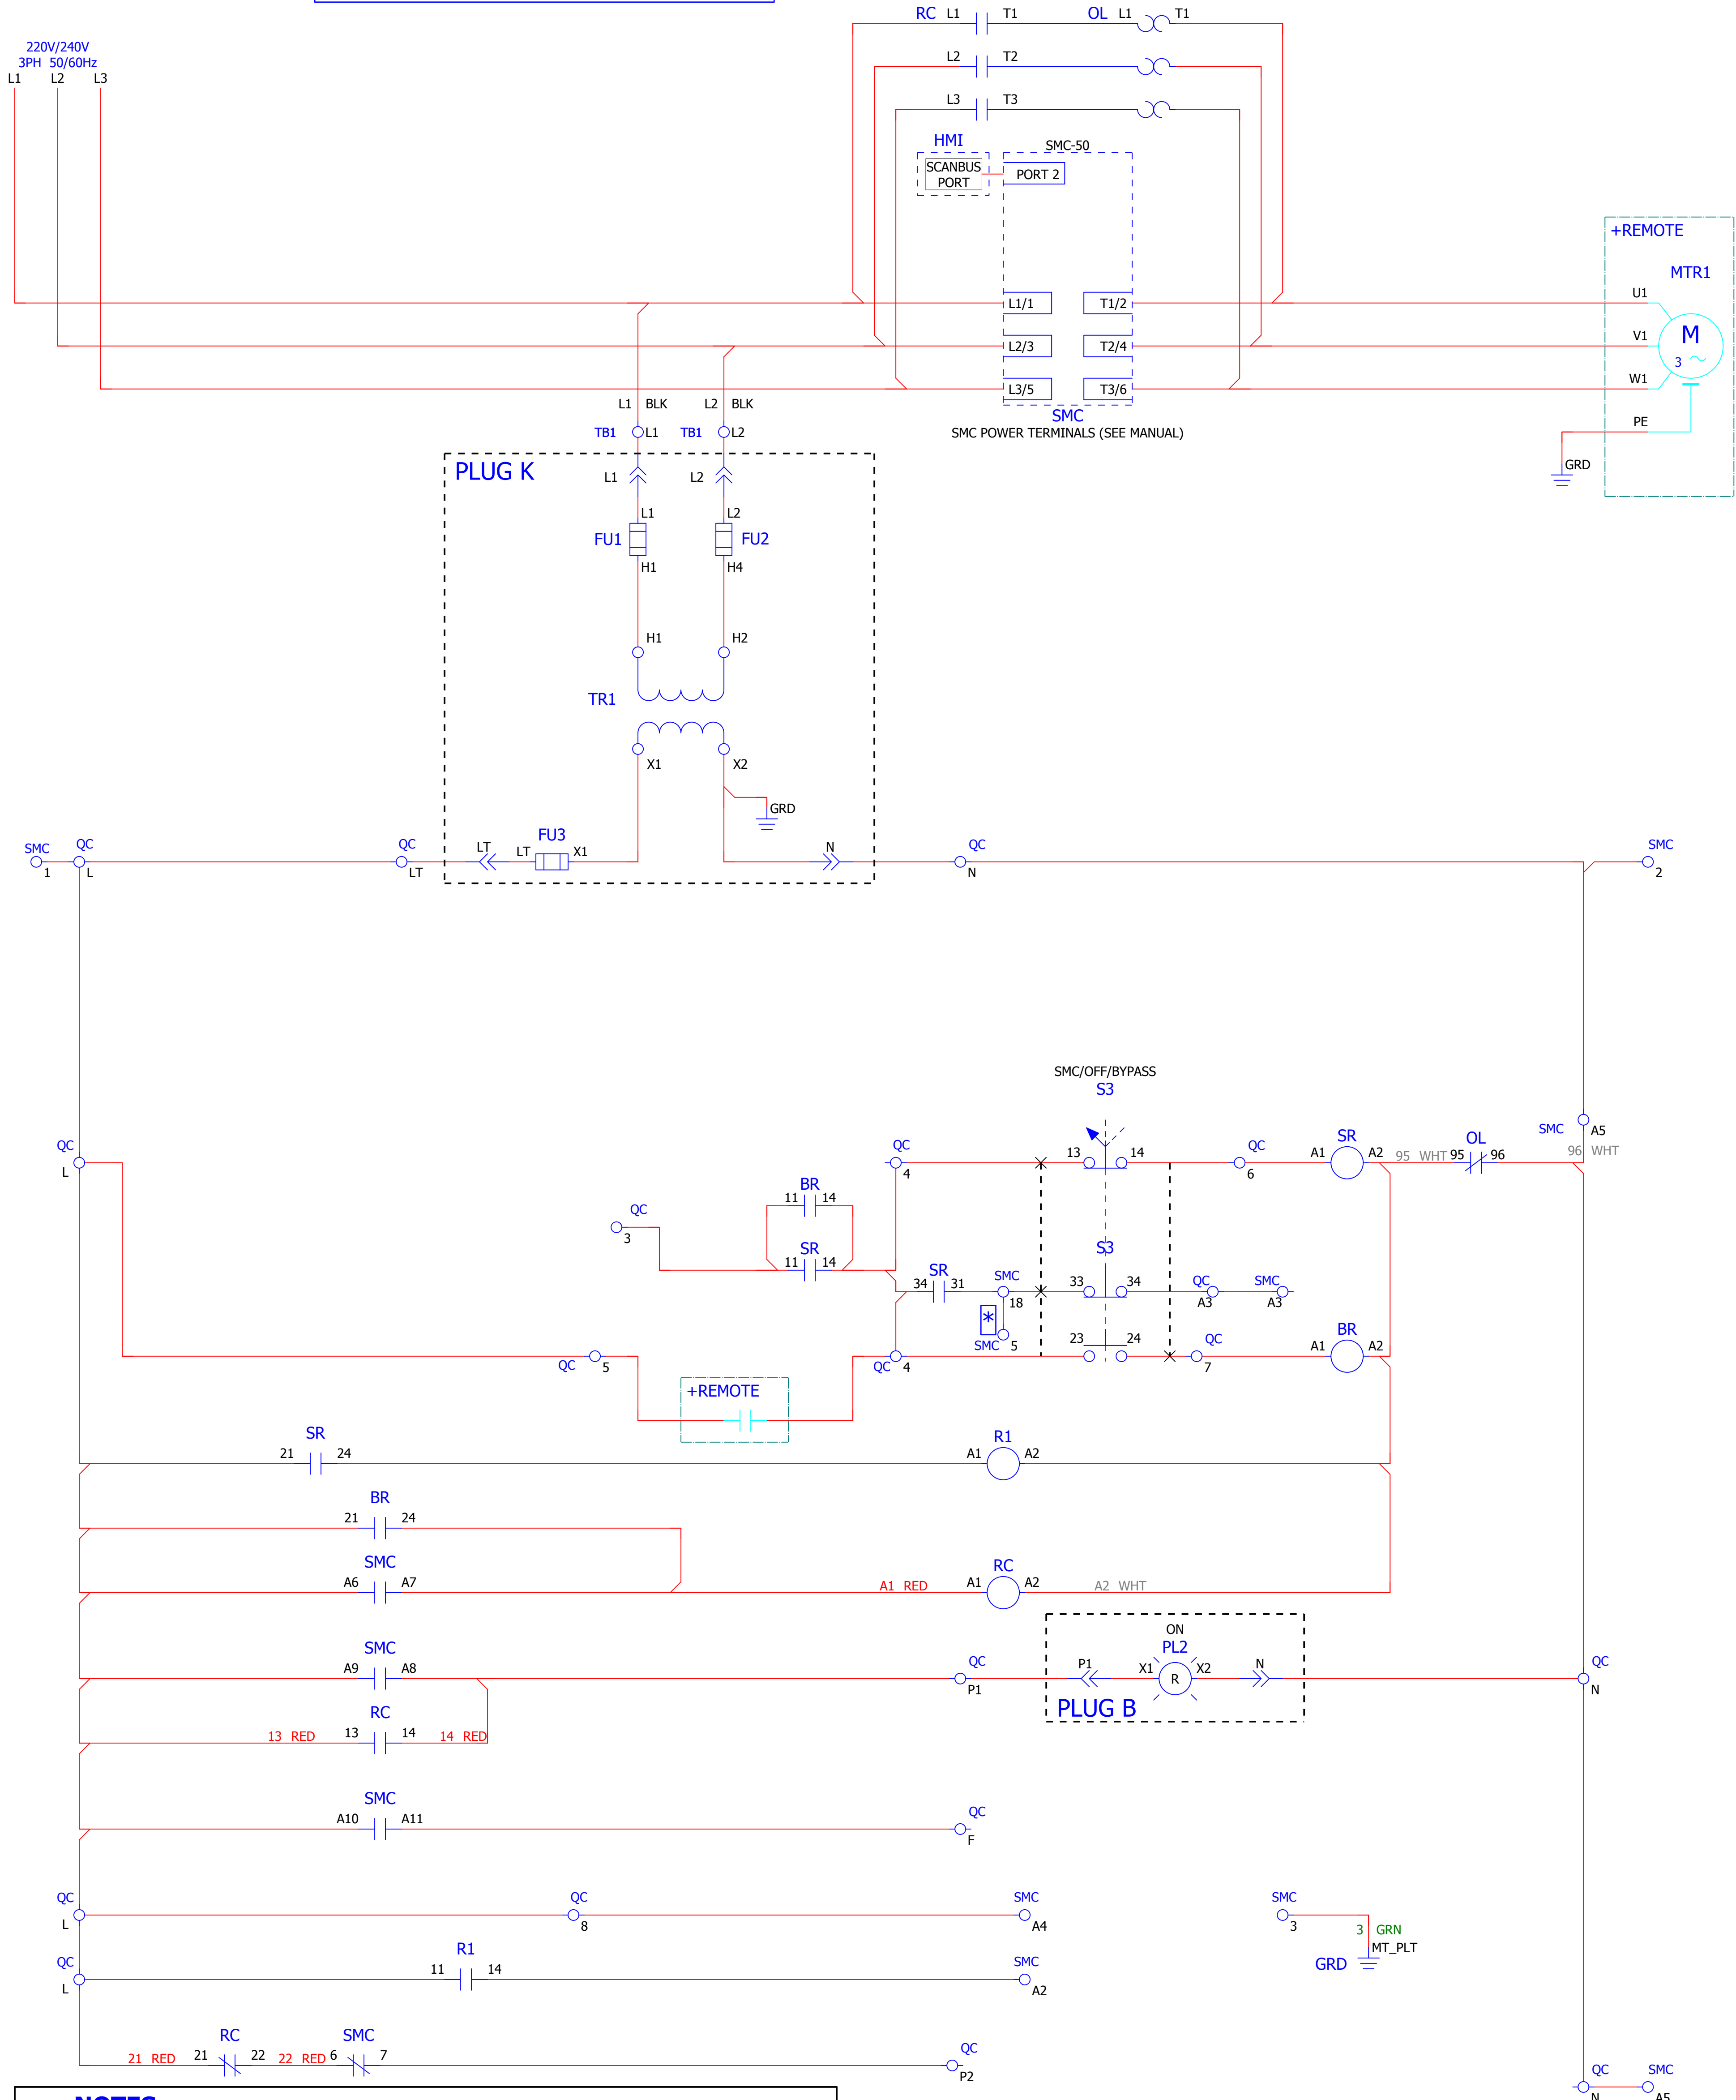 RC L1 T1 OL L1 T1
220V/240V
3PH 50/60Hz
L1 L2 L3
L2 T2
L3 T3
HMI
SMC-50
SCANBUS
PORT
PORT 2
+REMOTE
MTR1
L1/1 T1/2 U1
L2/3 T2/4 V1
M
3
L3/5 T3/6 W1
L1 BLK L2 BLK
SMC
SMC POWER TERMINALS (SEE MANUAL)
PE
GRD
TB1 L1 TB1 L2
PLUG K
L1 L2
L1 L2
FU1 FU2
H1 H4
H1 H2
TR1
X1 X2
GRD
SMC QC QC LT LT FU3 X1 N QC SMC
1 L LT N 2
SMC/OFF/BYPASS
S3
SMC A5
QC QC 13 14 QC SR OL
L 4 6 A1 A2 95 WHT 95 96 96 WHT
BR
11 14
QC
3
SR
11 14
S3
SR
34 31 SMC 33 34 QC SMC
18 A3 A3
*
SMC 5
23 24 QC BR
QC 5 QC 4 7 A1 A2
+REMOTE
SR R1
21 24 A1 A2
BR
21 24
SMC RC
A6 A7 A1 RED A1 A2 A2 WHT
ON
SMC PL2
A9 A8 QC P1 X1 X2 N QC
P1 R N
PLUG B
RC
13 RED 13 14 14 RED
SMC
A10 A11 QC
F
QC QC SMC SMC
L 8 A4 3
3 GRN
MT_PLT
GRD
QC R1 SMC
L 11 14 A2
RC SMC
21 RED 21 22 22 RED 6 7 QC
P2
QC SMC
N A5
NOTES